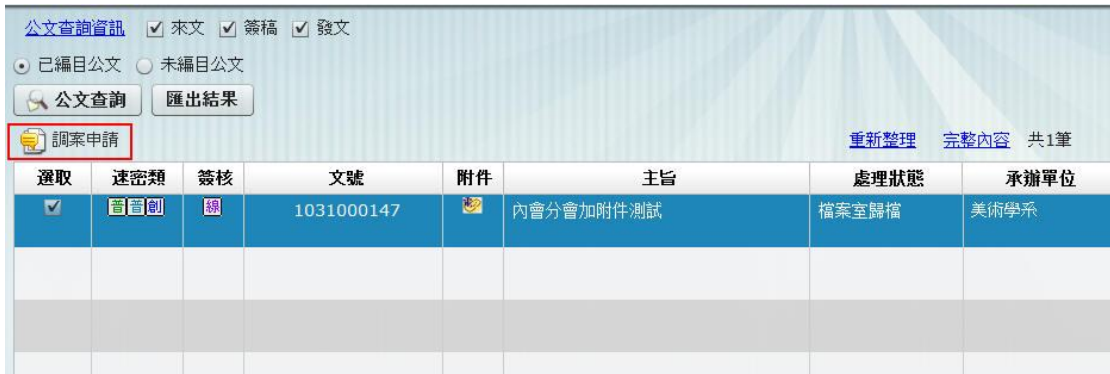 公文查詢資訊 來文 簽稿 發文
已編目公文 未編目公文
公文查詢 匯出結果
調案申請 重新整理 完整內容 共1筆
選取 速密類 簽核 文號 附件 主旨 處理狀態 承辦單位
普普創 線 1031000147 內會分會加附件測試 檔案室歸檔 美術學系